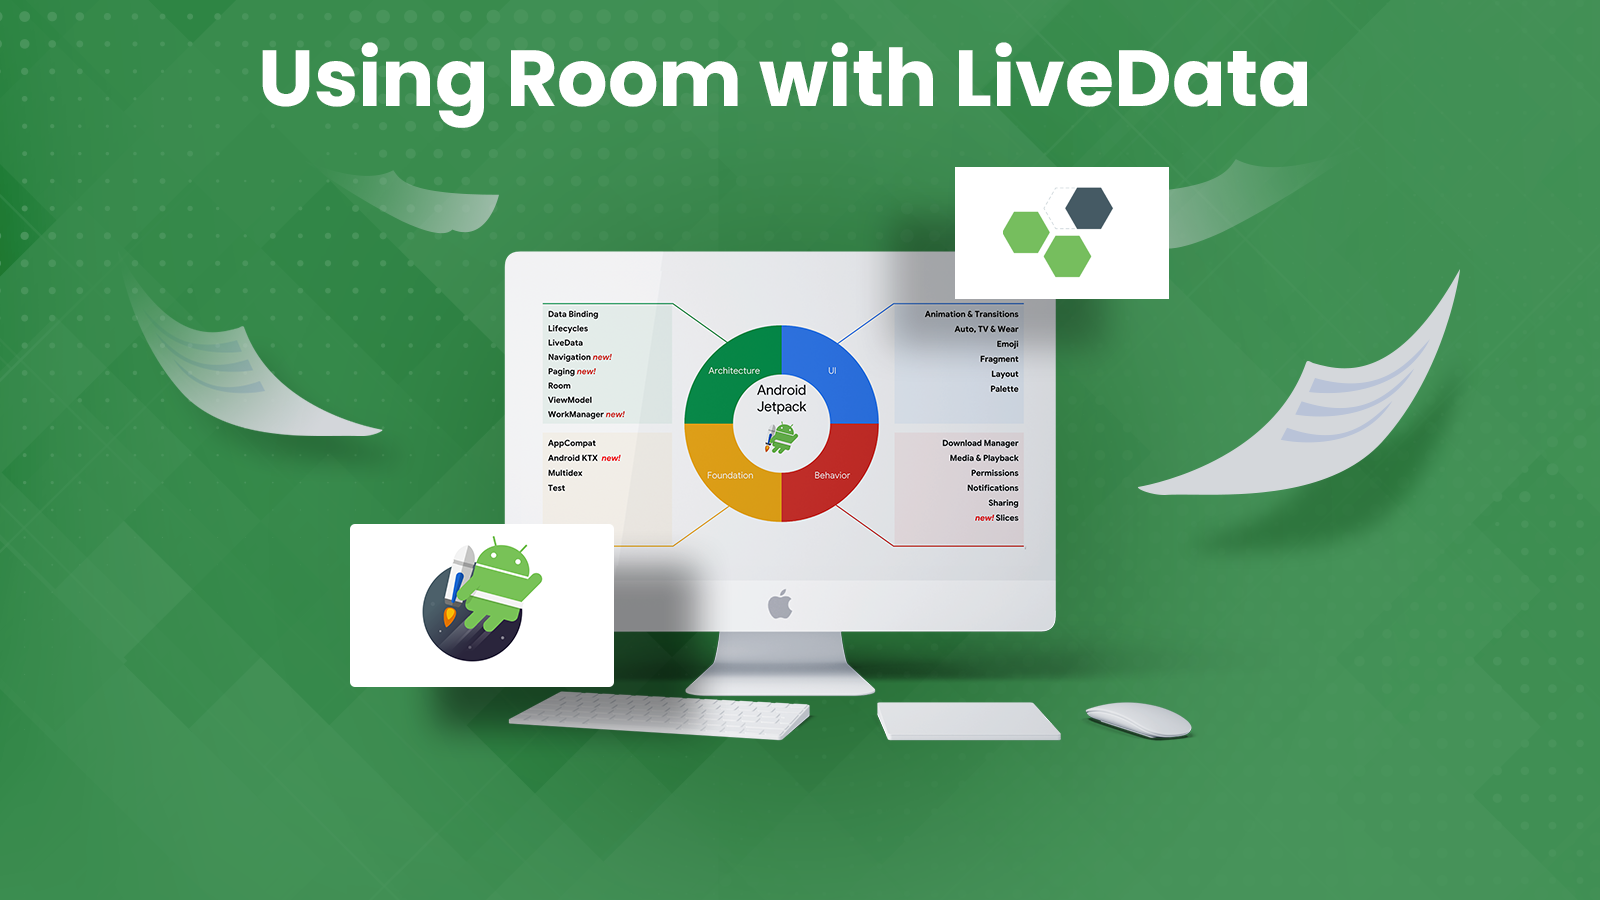 Using Room with LiveData
Data Binding
Lifecycles
LiveData
Navigation new!
Paging new!
Room
ViewModel
WorkManager new!
AppCompat
Android KTX new!
Multidex
Test
Architecture
UI
Android
Jetpack
Foundation
Behavior
Animation & Transitions
Auto, TV & Wear
Emoji
Fragment
Layout
Palette
Download Manager
Media & Playback
Permissions
Notifications
Sharing
new! Slices